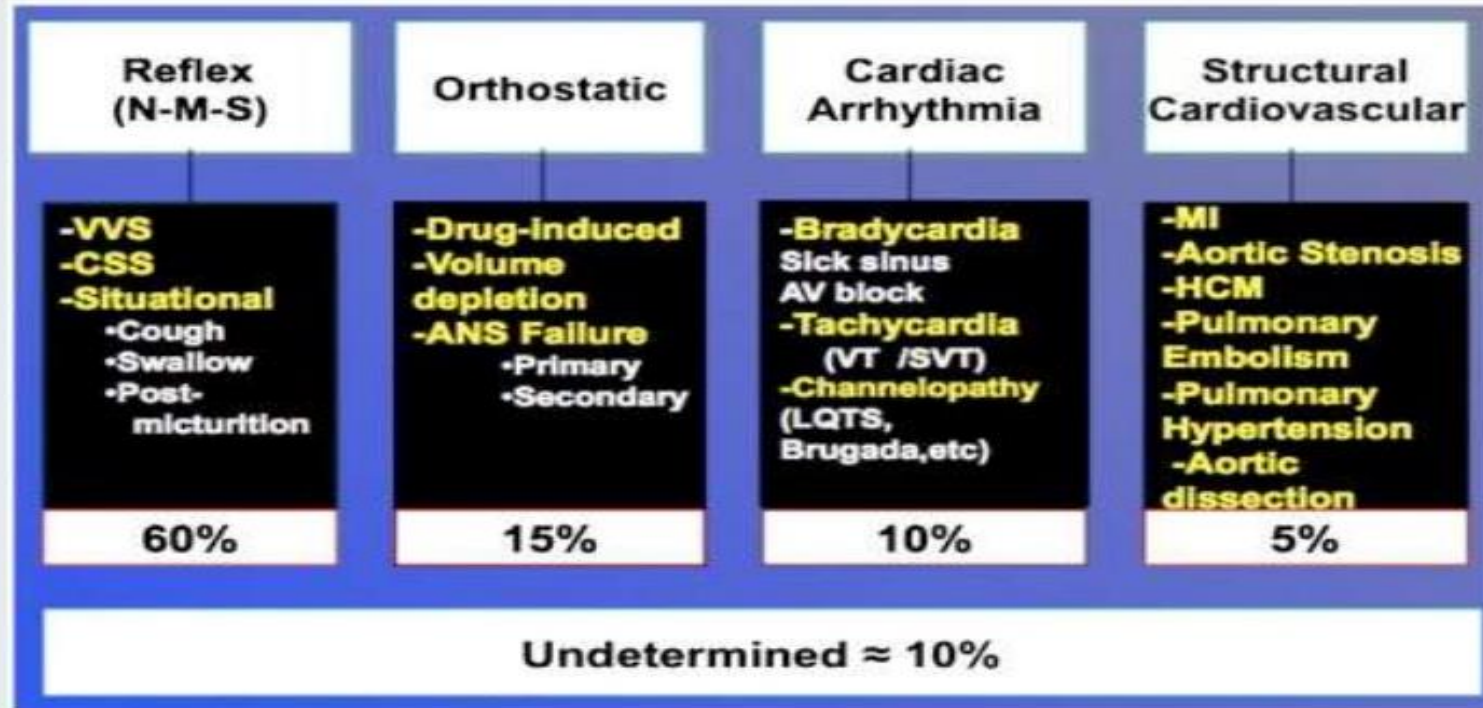 Reflex
(N-M-S)
-VVS
-CSS
-Situational
•Cough
•Swallow
•Post-
micturition
60%
Orthostatic
-Drug-induced
-Volume
depletion
-ANS Failure
•Primary
•Secondary
15%
Cardiac
Arrhythmia
-Bradycardia
Sick sinus
AV block
-Tachycardia
(VT /SVT)
-Channelopathy
(LQTS,
Brugada,etc)
10%
Structural
Cardiovascular
-MI
-Aortic Stenosis
-HCM
-Pulmonary
Embolism
-Pulmonary
Hypertension
-Aortic
dissection
5%
Undetermined ≈ 10%